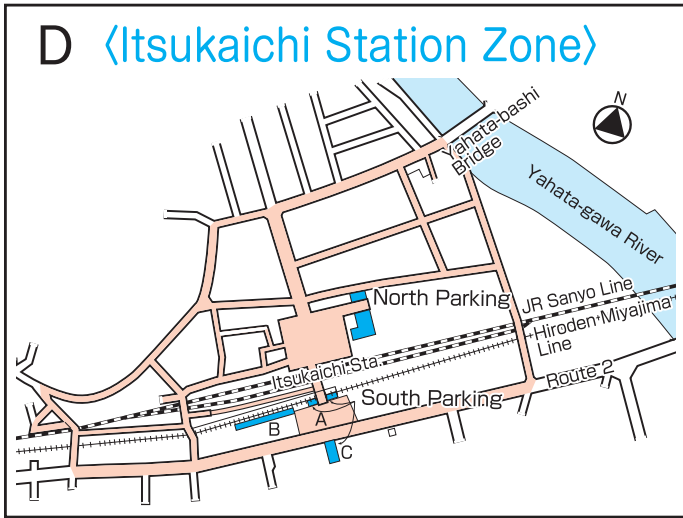 D 〈Itsukaichi Station Zone〉
N
Yahata-bashi
Bridge
Yahata-gawa River
North Parking
JR Sanyo Line
Hiroden・Miyajima
Line
Itsukaichi Sta.
Route 2
South Parking
A
B
C